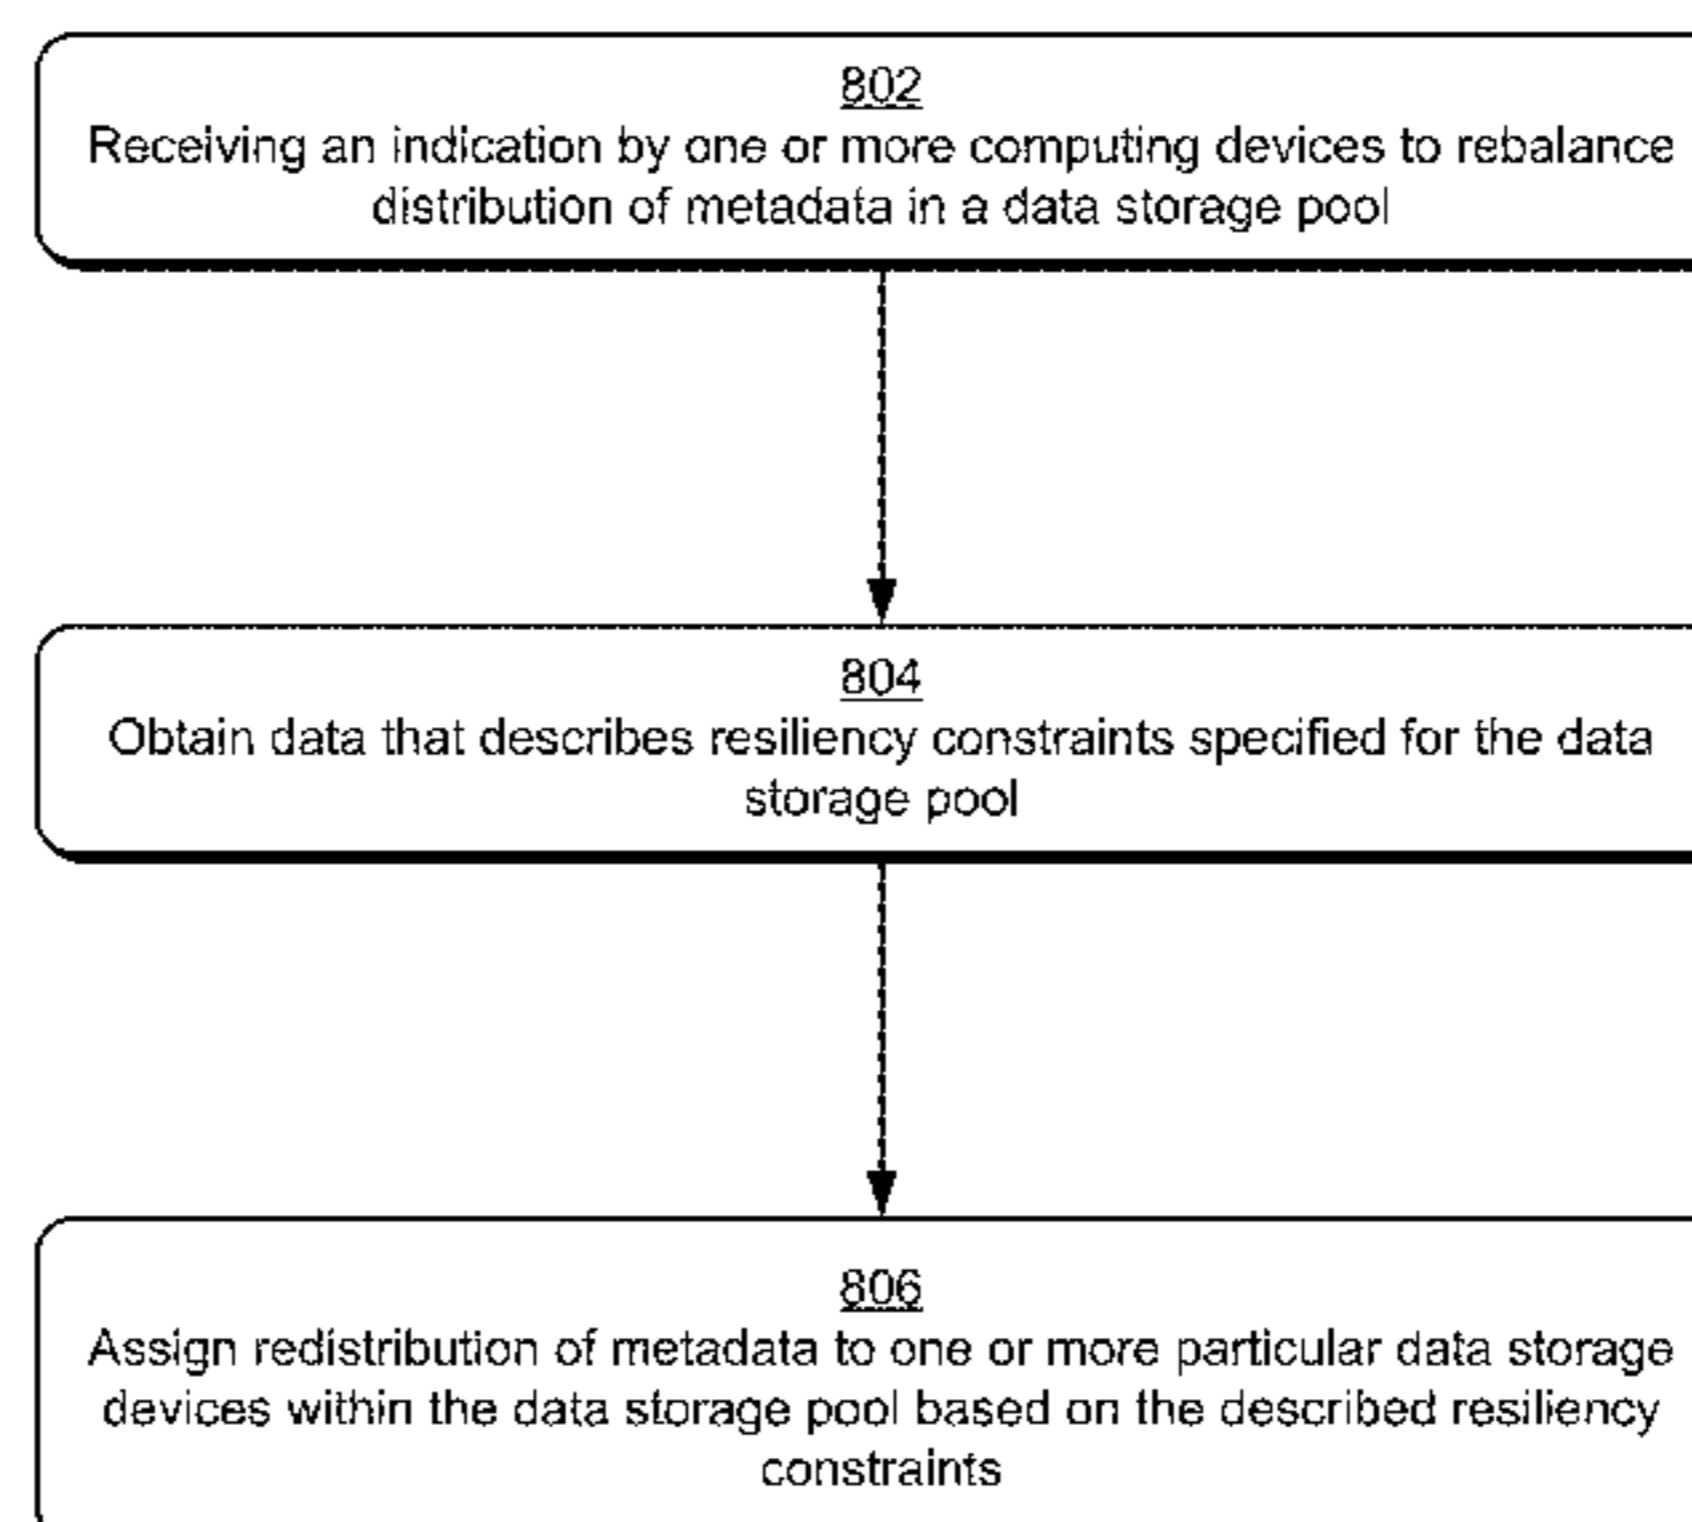 802
Receiving an indication by one or more computing devices to rebalance
distribution of metadata in a data storage pool
804
Obtain data that describes resiliency constraints specified for the data
storage pool
806
Assign redistribution of metadata to one or more particular data storage
devices within the data storage pool based on the described resiliency
constraints